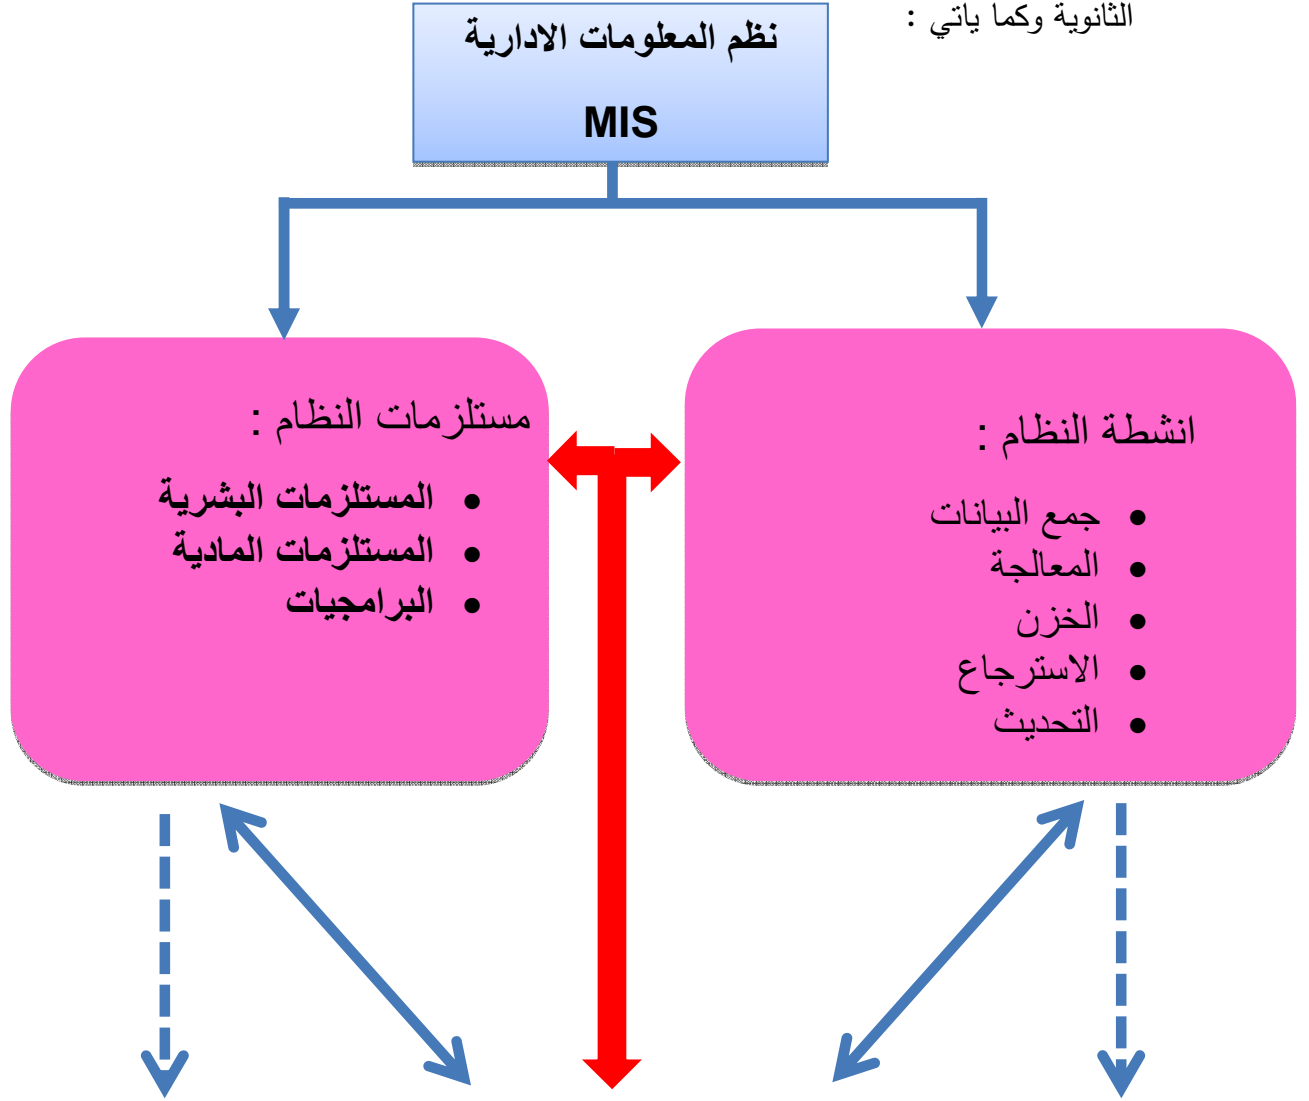 الثانوية وكما ياتي :
نظم المعلومات الادارية
MIS
انشطة النظام :
• جمع البيانات
• المعالجة
• الخزن
• الاسترجاع
• التحديث
مستلزمات النظام :
• المستلزمات البشرية
• المستلزمات المادية
• البرامجيات